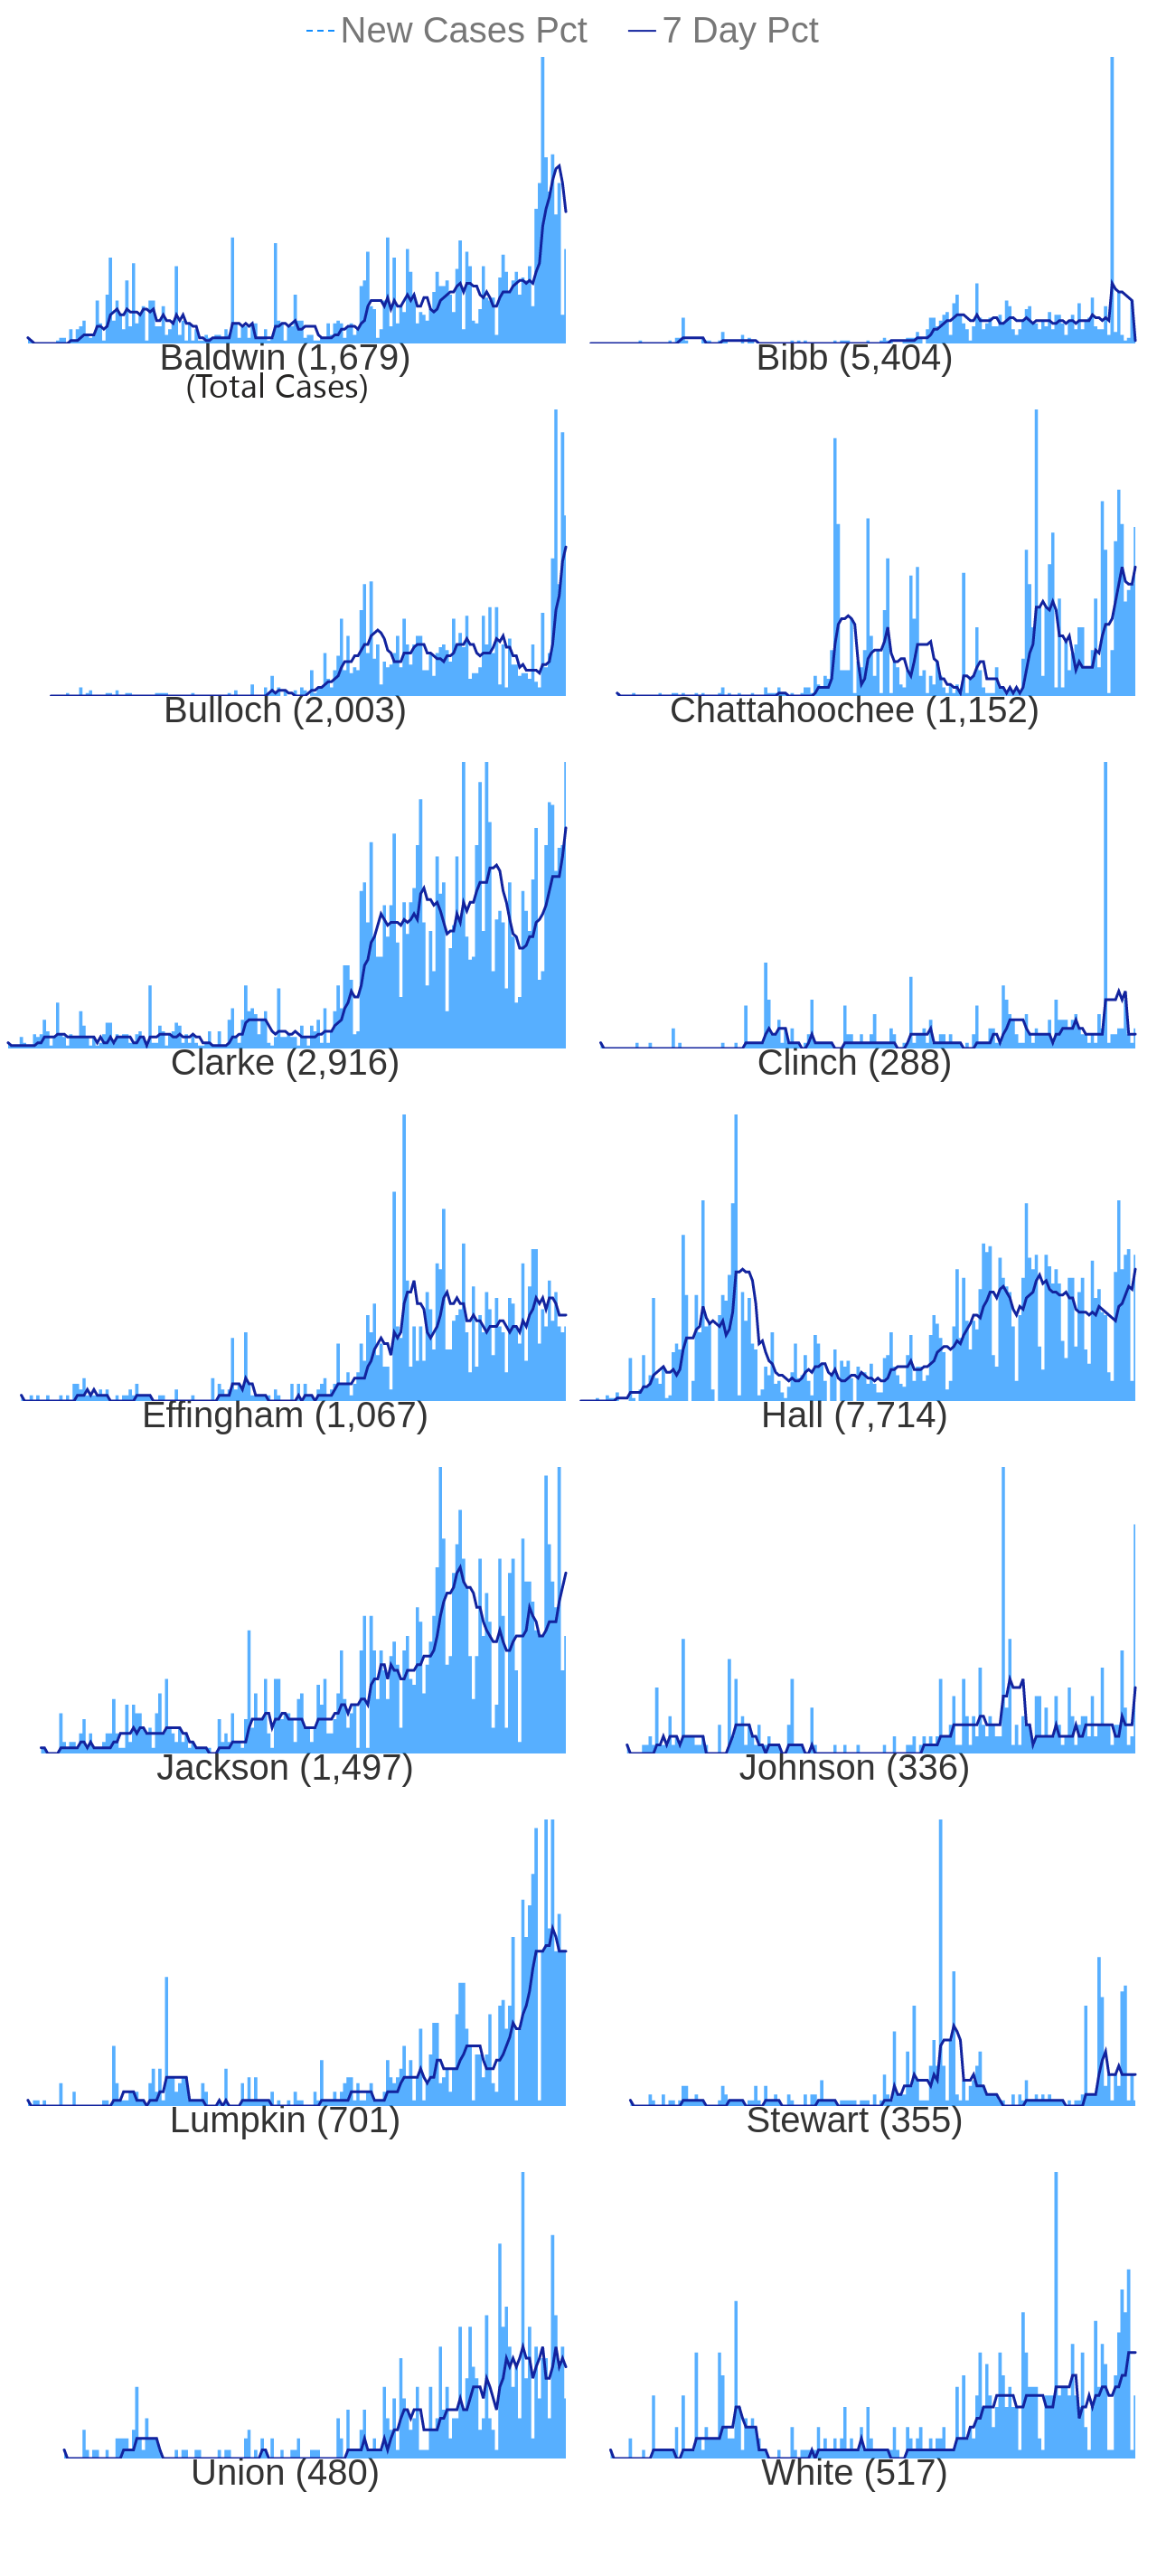 New Cases Pct 7 Day Pct
Baldwin (1,679) Bibb (5,404)
(Total Cases)
Bulloch (2,003) Chattahoochee (1,152)
Clarke (2,916) Clinch (288)
Effingham (1,067) Hall (7,714)
Jackson (1,497) Johnson (336)
Lumpkin (701) Stewart (355)
Union (480) White (517)